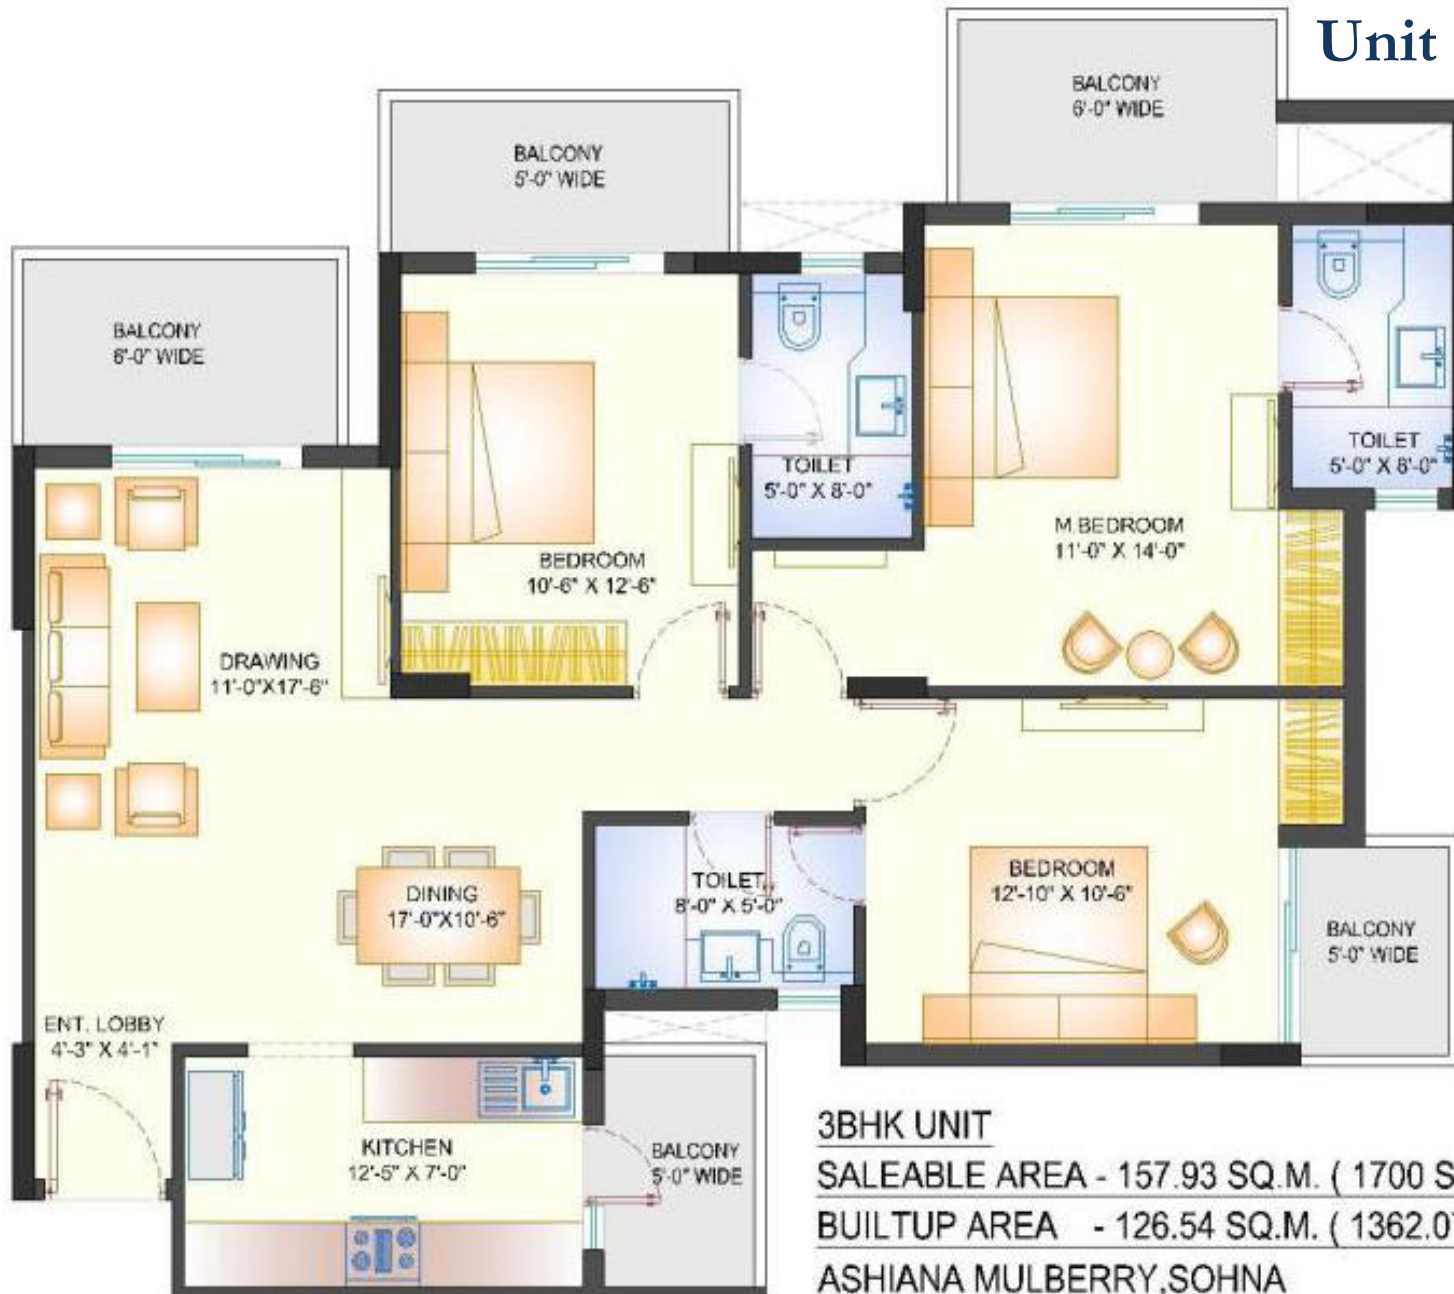 Unit
BALCONY
6'-0" WIDE
BALCONY
5'-0" WIDE
BALCONY
6'-0" WIDE
TOILET
5'-0" X 8'-0"
TOILET
5'-0" X 8'-0"
M.BEDROOM
11'-0" X 14'-0"
BEDROOM
10'-6" X 12'-6"
DRAWING
11'-0"X17'-6"
TOILET
8'-0" X 5'-0"
BEDROOM
12'-10" X 10'-6"
DINING
17'-0"X10'-6"
BALCONY
5'-0" WIDE
ENT. LOBBY
4'-3" X 4'-1"
KITCHEN
12'-5" X 7'-0"
BALCONY
5'-0" WIDE
3BHK UNIT
SALEABLE AREA - 157.93 SQ.M. ( 1700 S
BUILTUP AREA - 126.54 SQ.M. ( 1362.0
ASHIANA MULBERRY,SOHNA